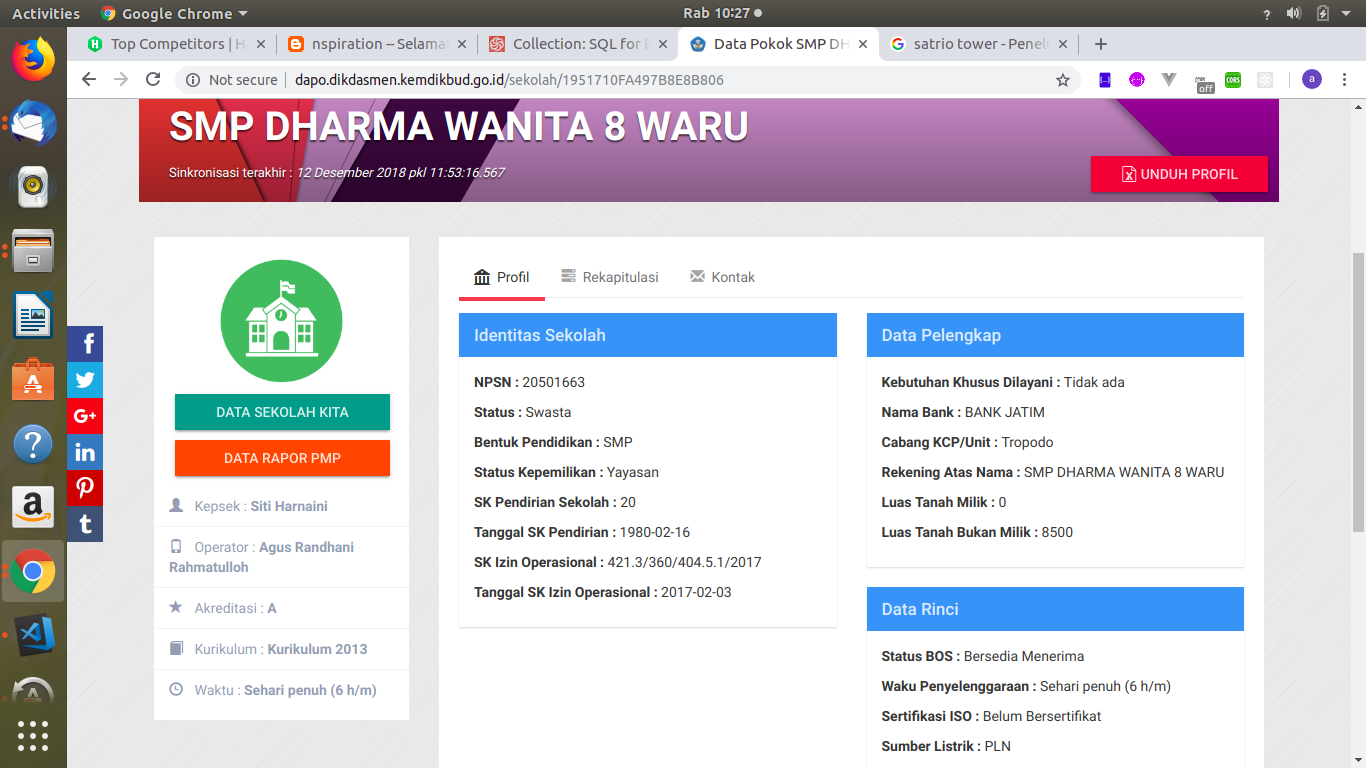 Activities Google Chrome Rab 10:27
Top Competitors | H nspiration -- Selama Collection: SQL for B Data Pokok SMP DH satrio tower - Penel
Not secure | dapo.dikdasmen.kemdikbud.go.id/sekolah/1951710FA497B8E8B806 off CORS a
SMP DHARMA WANITA 8 WARU
Sinkronisasi terakhir : 12 Desember 2018 pkl 11:53:16.567
UNDUH PROFIL
DATA SEKOLAH KITA
DATA RAPOR PMP
Kepsek : Siti Harnaini
Operator : Agus Randhani
Rahmatulloh
Akreditasi : A
Kurikulum : Kurikulum 2013
Waktu : Sehari penuh (6 h/m)
Profil Rekapitulasi Kontak
Identitas Sekolah
NPSN : 20501663
Status : Swasta
Bentuk Pendidikan : SMP
Status Kepemilikan : Yayasan
SK Pendirian Sekolah : 20
Tanggal SK Pendirian : 1980-02-16
SK Izin Operasional : 421.3/360/404.5.1/2017
Tanggal SK Izin Operasional : 2017-02-03
Data Pelengkap
Kebutuhan Khusus Dilayani : Tidak ada
Nama Bank : BANK JATIM
Cabang KCP/Unit : Tropodo
Rekening Atas Nama : SMP DHARMA WANITA 8 WARU
Luas Tanah Milik : 0
Luas Tanah Bukan Milik : 8500
Data Rinci
Status BOS : Bersedia Menerima
Waku Penyelenggaraan : Sehari penuh (6 h/m)
Sertifikasi ISO : Belum Bersertifikat
Sumber Listrik : PLN